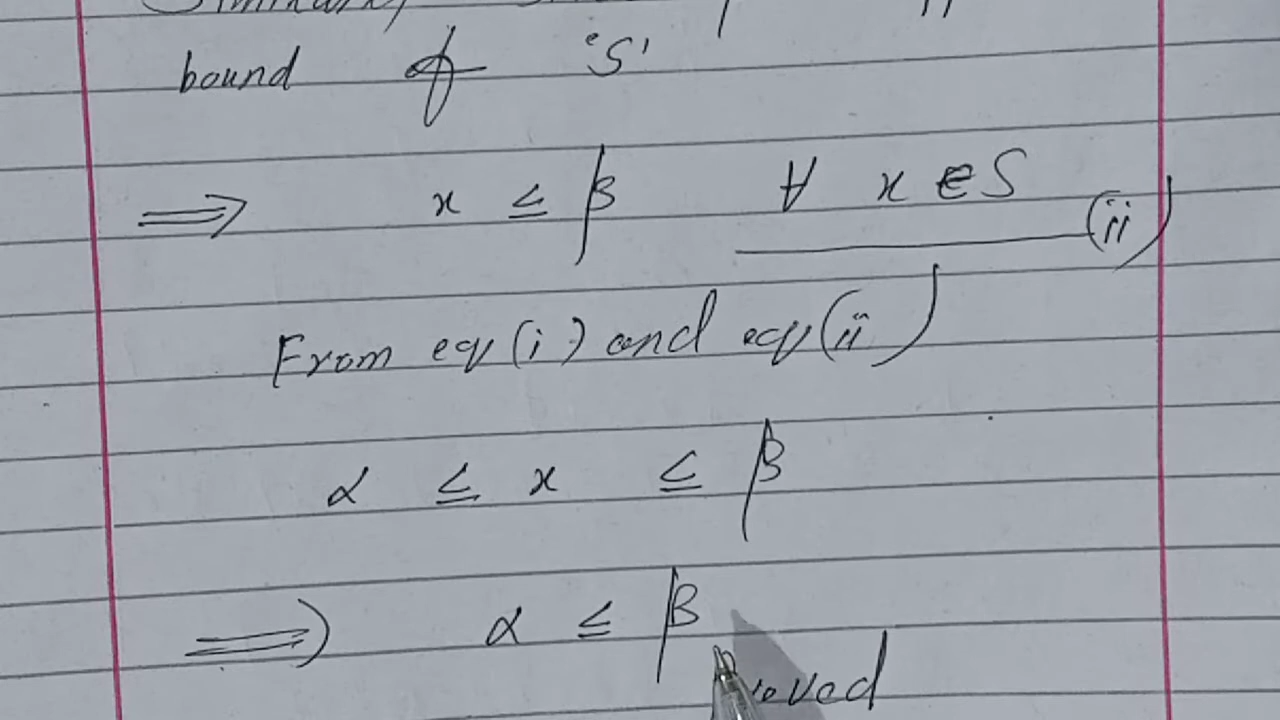 bound of 'S'
⟹ x ≤ β ∀ x ∈ S (ii)
From eq (i) and eq (ii)
α ≤ x ≤ β
⟹ α ≤ β